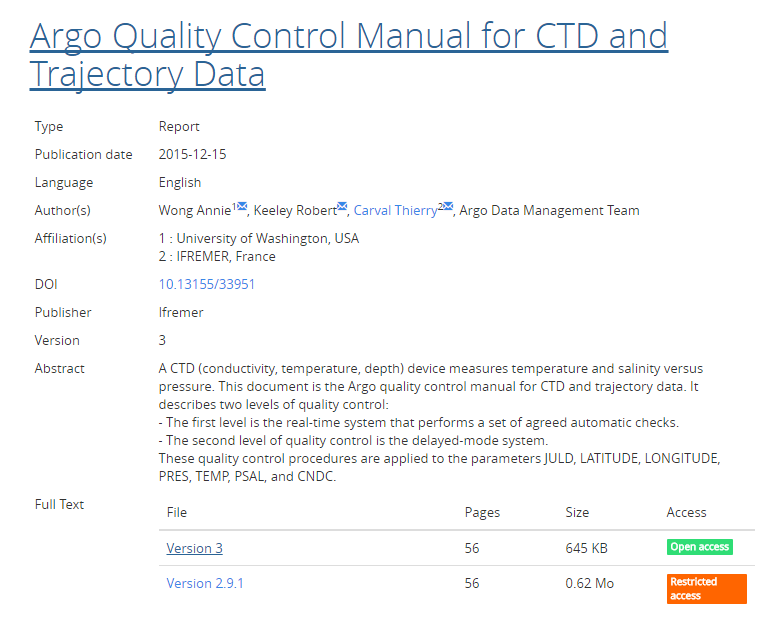 Argo Quality Control Manual for CTD and
Trajectory Data
Type Report
Publication date 2015-12-15
Language English
Author(s) Wong Annie1, Keeley Robert, Carval Thierry2, Argo Data Management Team
Affiliation(s) 1 : University of Washington, USA
2 : IFREMER, France
DOI 10.13155/33951
Publisher Ifremer
Version 3
Abstract A CTD (conductivity, temperature, depth) device measures temperature and salinity versus
pressure. This document is the Argo quality control manual for CTD and trajectory data. It
describes two levels of quality control:
- The first level is the real-time system that performs a set of agreed automatic checks.
- The second level of quality control is the delayed-mode system.
These quality control procedures are applied to the parameters JULD, LATITUDE, LONGITUDE,
PRES, TEMP, PSAL, and CNDC.
Full Text File Pages Size Access
Version 3 56 645 KB Open access
Version 2.9.1 56 0.62 Mo Restricted
access